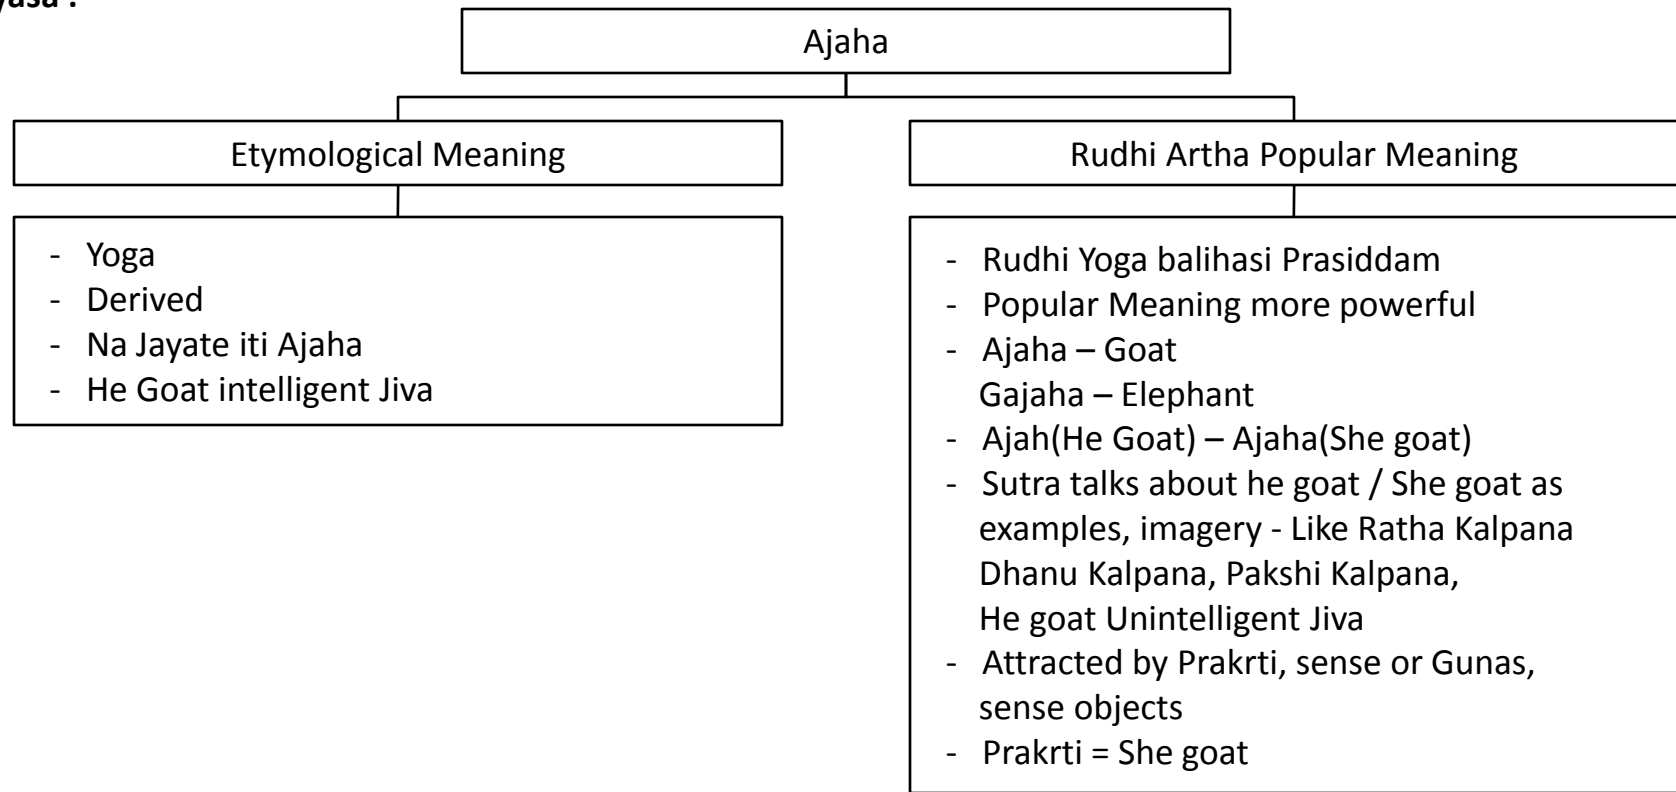 Ajaha
Etymological Meaning
- Yoga
- Derived
- Na Jayate iti Ajaha
- He Goat intelligent Jiva
Rudhi Artha Popular Meaning
- Rudhi Yoga balihasi Prasiddam
- Popular Meaning more powerful
- Ajaha – Goat
Gajaha – Elephant
- Ajah(He Goat) – Ajaha(She goat)
- Sutra talks about he goat / She goat as
examples, imagery - Like Ratha Kalpana
Dhanu Kalpana, Pakshi Kalpana,
He goat Unintelligent Jiva
- Attracted by Prakrti, sense or Gunas,
sense objects
- Prakrti = She goat